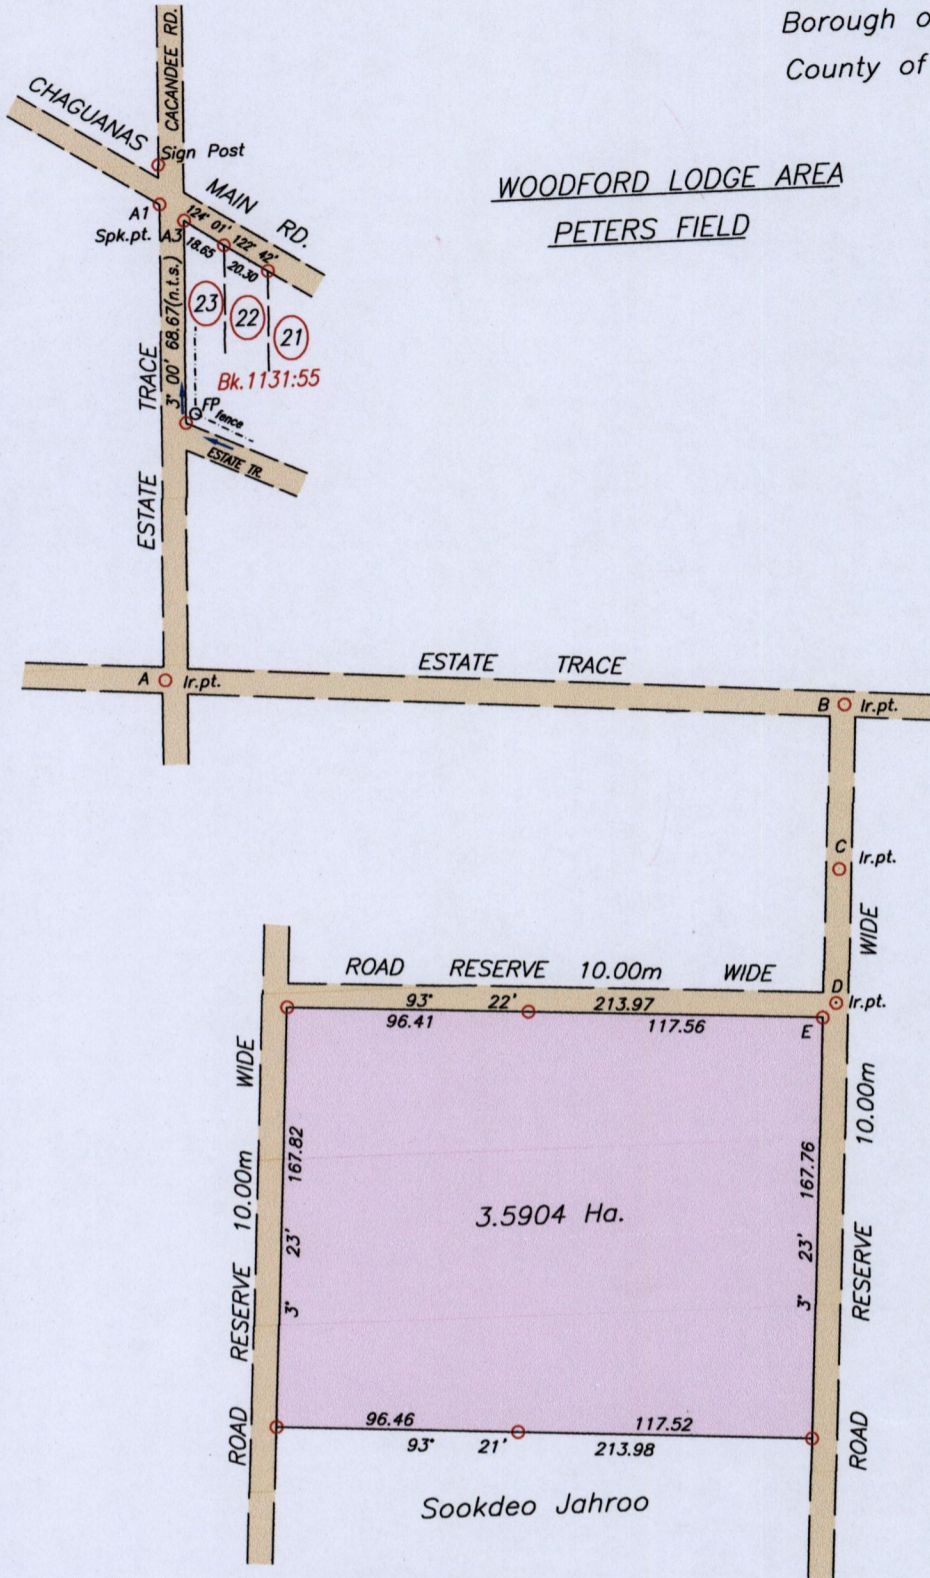 Borough o
County of
CACANDEE RD.
CHAGUANAS MAIN RD.
Sign Post
WOODFORD LODGE AREA
PETERS FIELD
A1
Spk.pt. A3
124° 01' 122° 42'
18.65 20.30
23 22 21
Bk.1131:55
3° 00' 68.67(n.t.s.)
FP
fence
ESTATE TR.
ESTATE TRACE
ESTATE TRACE
A Ir.pt.
B Ir.pt.
C Ir.pt.
D Ir.pt.
E
ROAD RESERVE 10.00m WIDE
93° 22' 213.97
96.41 117.56
ROAD RESERVE 10.00m WIDE
3° 23' 167.82
3.5904 Ha.
3° 23' 167.76
ROAD RESERVE 10.00m WIDE
96.46 117.52
93° 21' 213.98
Sookdeo Jahroo